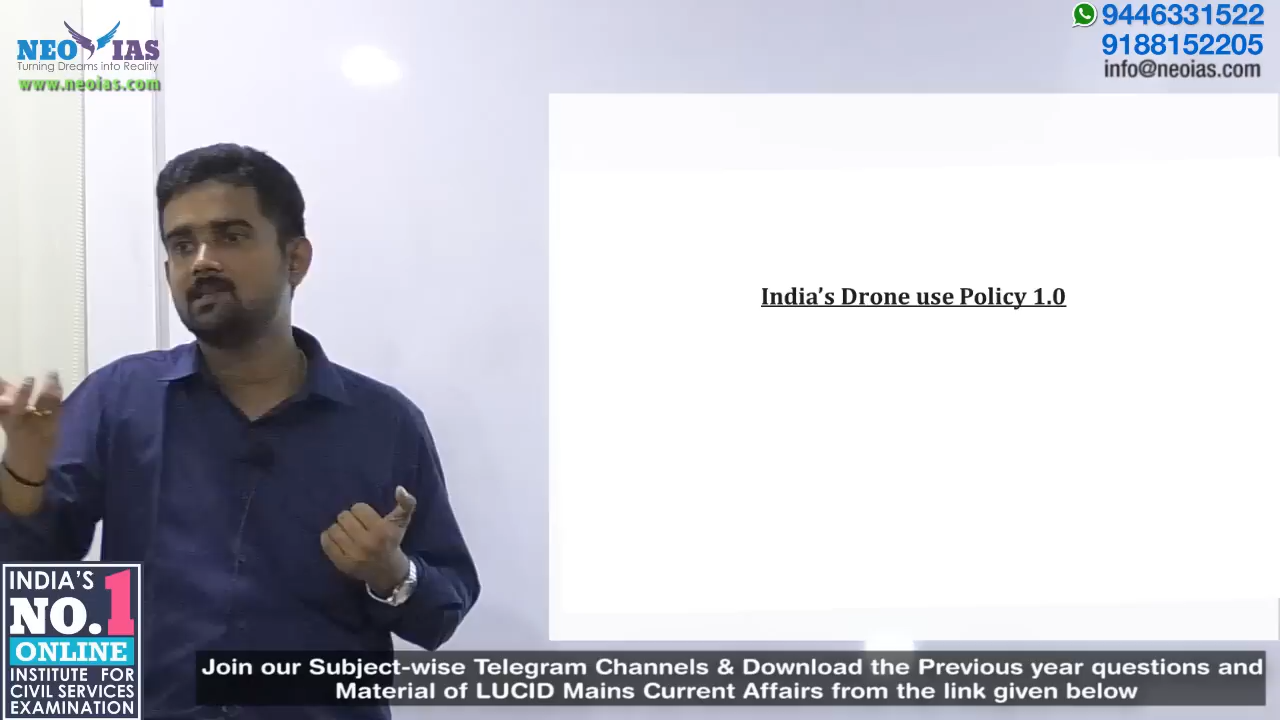 NEO IAS
Turning Dreams into Reality
www.neoias.com
9446331522
9188152205
info@neoias.com
India’s Drone use Policy 1.0
INDIA'S
NO.1
ONLINE
INSTITUTE FOR
CIVIL SERVICES
EXAMINATION
Join our Subject-wise Telegram Channels & Download the Previous year questions and
Material of LUCID Mains Current Affairs from the link given below